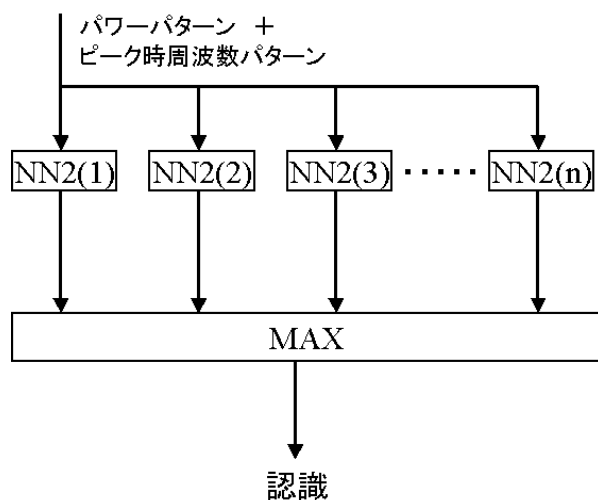 パワーパターン +
ピーク時周波数パターン
NN2(1) NN2(2) NN2(3) ····· NN2(n)
MAX
認識